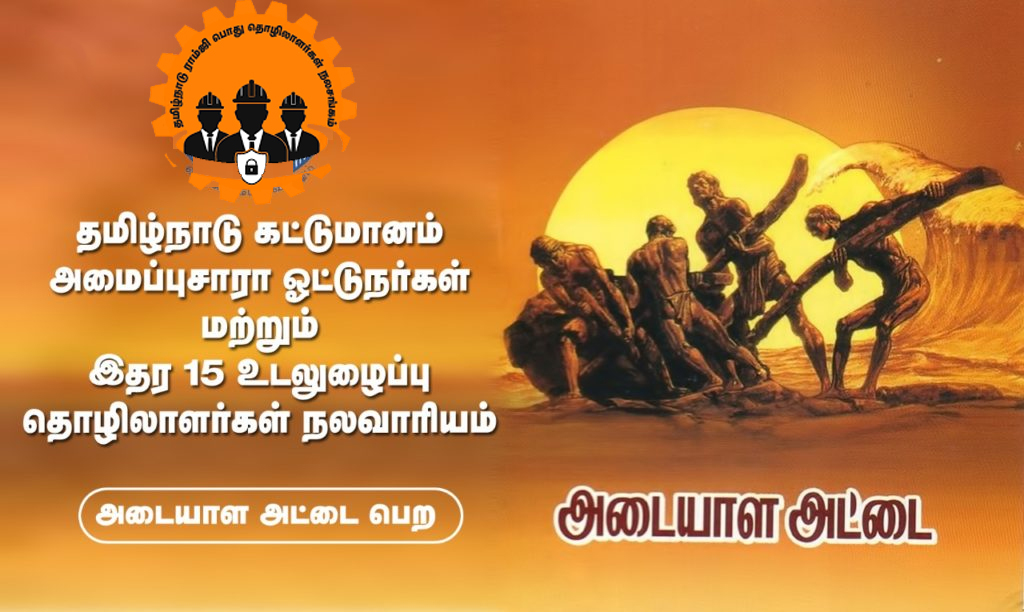 தமிழ்நாடு ராம்ஜி பொது தொழிலாளர்கள் நலசங்கம்
தமிழ்நாடு கட்டுமானம்
அமைப்புசாரா ஓட்டுநர்கள்
மற்றும்
இதர 15 உடலுழைப்பு
தொழிலாளர்கள் நலவாரியம்
அடையாள அட்டை பெற
அடையாள அட்டை